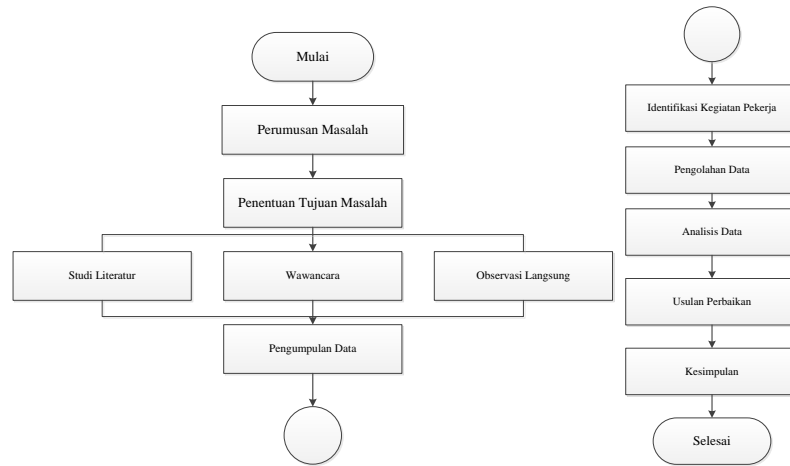 Mulai
Perumusan Masalah
Penentuan Tujuan Masalah
Studi Literatur
Wawancara
Observasi Langsung
Pengumpulan Data
Identifikasi Kegiatan Pekerja
Pengolahan Data
Analisis Data
Usulan Perbaikan
Kesimpulan
Selesai